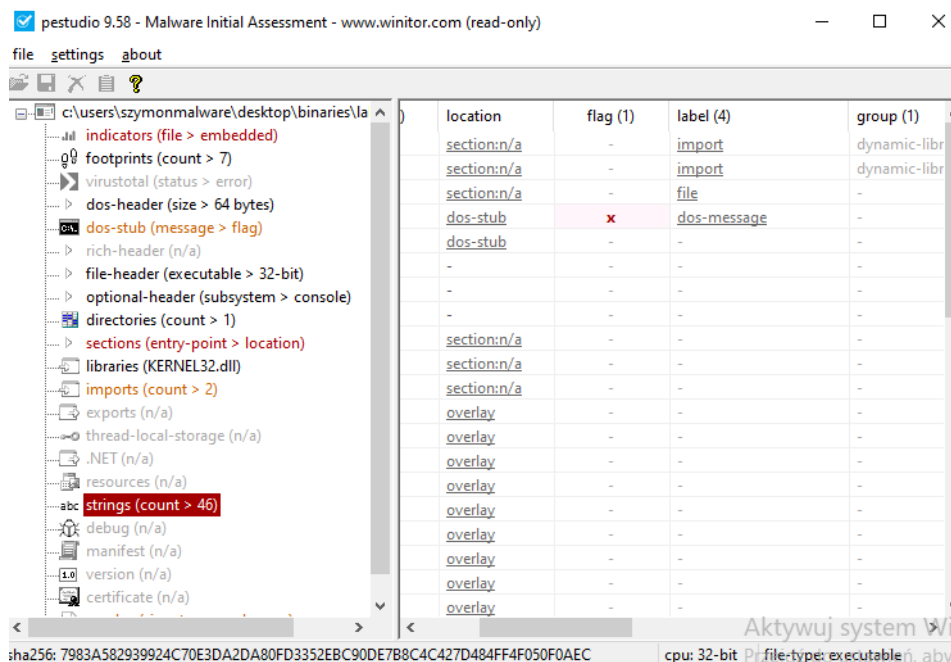 pestudio 9.58 - Malware Initial Assessment - www.winitor.com (read-only)
file settings about
c:\users\szymonmalware\desktop\binaries\la
indicators (file > embedded)
footprints (count > 7)
virustotal (status > error)
dos-header (size > 64 bytes)
dos-stub (message > flag)
rich-header (n/a)
file-header (executable > 32-bit)
optional-header (subsystem > console)
directories (count > 1)
sections (entry-point > location)
libraries (KERNEL32.dll)
imports (count > 2)
exports (n/a)
thread-local-storage (n/a)
.NET (n/a)
resources (n/a)
abc strings (count > 46)
debug (n/a)
manifest (n/a)
1.0 version (n/a)
certificate (n/a)
) location flag (1) label (4) group (1)
section:n/a - import dynamic-libr
section:n/a - import dynamic-libr
section:n/a - file -
dos-stub x dos-message -
dos-stub - - -
- - - -
- - - -
- - - -
section:n/a - - -
section:n/a - - -
section:n/a - - -
overlay - - -
overlay - - -
overlay - - -
overlay - - -
overlay - - -
overlay - - -
overlay - - -
overlay - - -
overlay - - -
Aktywuj system Wi
sha256: 7983A582939924C70E3DA2DA80FD3352EBC90DE7B8C4C427D484FF4F050F0AEC cpu: 32-bit file-type: executable